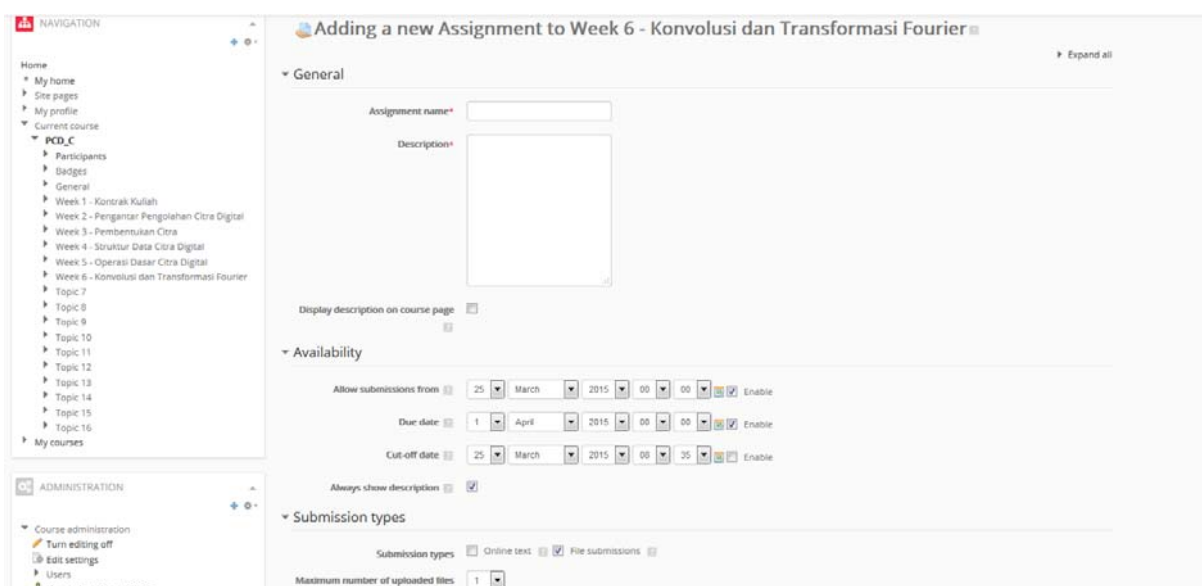 NAVIGATION
Home
My home
Site pages
My profile
Current course
PCD_C
Participants
Badges
General
Week 1 - Kontrak Kuliah
Week 2 - Pengantar Pengolahan Citra Digital
Week 3 - Pembentukan Citra
Week 4 - Struktur Data Citra Digital
Week 5 - Operasi Dasar Citra Digital
Week 6 - Konvolusi dan Transformasi Fourier
Topic 7
Topic 8
Topic 9
Topic 10
Topic 11
Topic 12
Topic 13
Topic 14
Topic 15
Topic 16
My courses
ADMINISTRATION
Course administration
Turn editing off
Edit settings
Users
Adding a new Assignment to Week 6 - Konvolusi dan Transformasi Fourier
Expand all
General
Assignment name*
Description*
Display description on course page
Availability
Allow submissions from 25 March 2015 00 00 Enable
Due date 1 April 2015 00 00 Enable
Cut-off date 25 March 2015 08 35 Enable
Always show description
Submission types
Submission types Online text File submissions
Maximum number of uploaded files 1